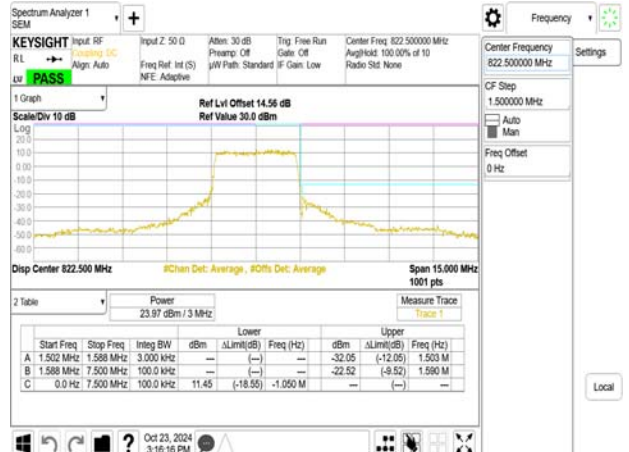 Spectrum Analyzer 1
SEM
+
Frequency
KEYSIGHT
Input: RF
Coupling: DC
Align: Auto
Input Z: 50 Ω
Freq Ref: Int (S)
NFE: Adaptive
Atten: 30 dB
Preamp: Off
µW Path: Standard
Trig: Free Run
Gate: Off
IF Gain: Low
Center Freq: 822.500000 MHz
Avg|Hold: 100.00% of 10
Radio Std: None
RL
PASS
Center Frequency
822.500000 MHz
Settings
CF Step
1.500000 MHz
Auto
Man
Freq Offset
0 Hz
Local
1 Graph
Scale/Div 10 dB
Ref Lvl Offset 14.56 dB
Ref Value 30.0 dBm
Log
20.0
10.0
0.00
-10.0
-20.0
-30.0
-40.0
-50.0
-60.0
Disp Center 822.500 MHz
#Chan Det: Average , #Offs Det: Average
Span 15.000 MHz
1001 pts
2 Table
Power
23.97 dBm / 3 MHz
Measure Trace
Trace 1
Lower Upper
Start Freq Stop Freq Integ BW dBm ΔLimit(dB) Freq (Hz) dBm ΔLimit(dB) Freq (Hz)
A 1.502 MHz 1.588 MHz 3.000 kHz --- (---) --- -32.05 (-12.05) 1.503 M
B 1.588 MHz 7.500 MHz 100.0 kHz --- (---) --- -22.52 (-9.52) 1.590 M
C 0.0 Hz 7.500 MHz 100.0 kHz 11.45 (-18.55) -1.050 M --- (---) ---
?
Oct 23, 2024
3:16:16 PM